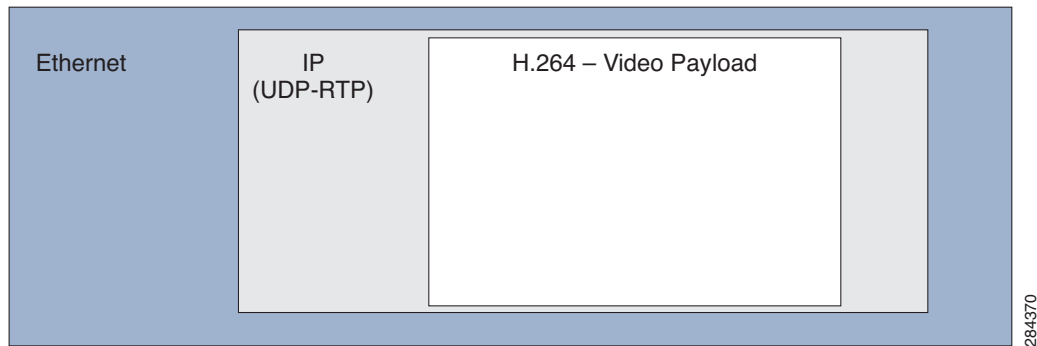 Ethernet
IP
(UDP-RTP)
H.264 – Video Payload
284370